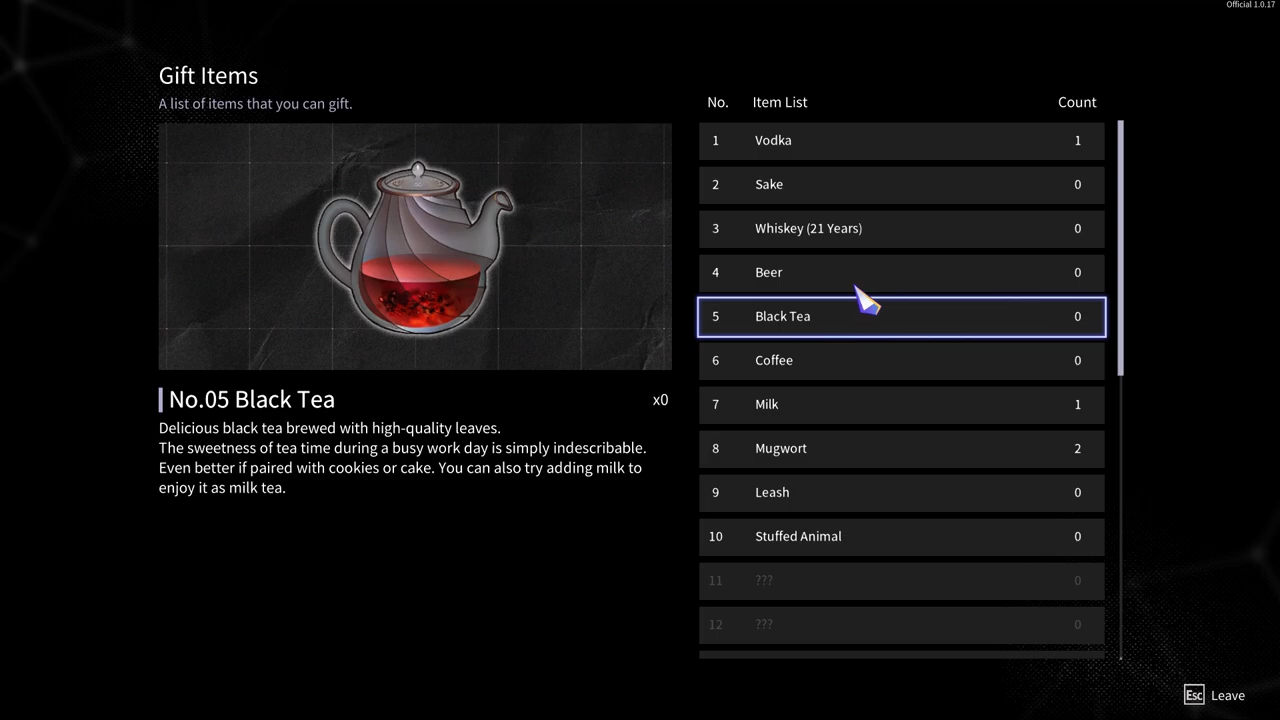 Official 1.0.17
Gift Items
A list of items that you can gift.
No. Item List Count
1 Vodka 1
2 Sake 0
3 Whiskey (21 Years) 0
4 Beer 0
5 Black Tea 0
6 Coffee 0
7 Milk 1
8 Mugwort 2
9 Leash 0
10 Stuffed Animal 0
11 ??? 0
12 ??? 0
No.05 Black Tea x0
Delicious black tea brewed with high-quality leaves.
The sweetness of tea time during a busy work day is simply indescribable.
Even better if paired with cookies or cake. You can also try adding milk to
enjoy it as milk tea.
Esc Leave